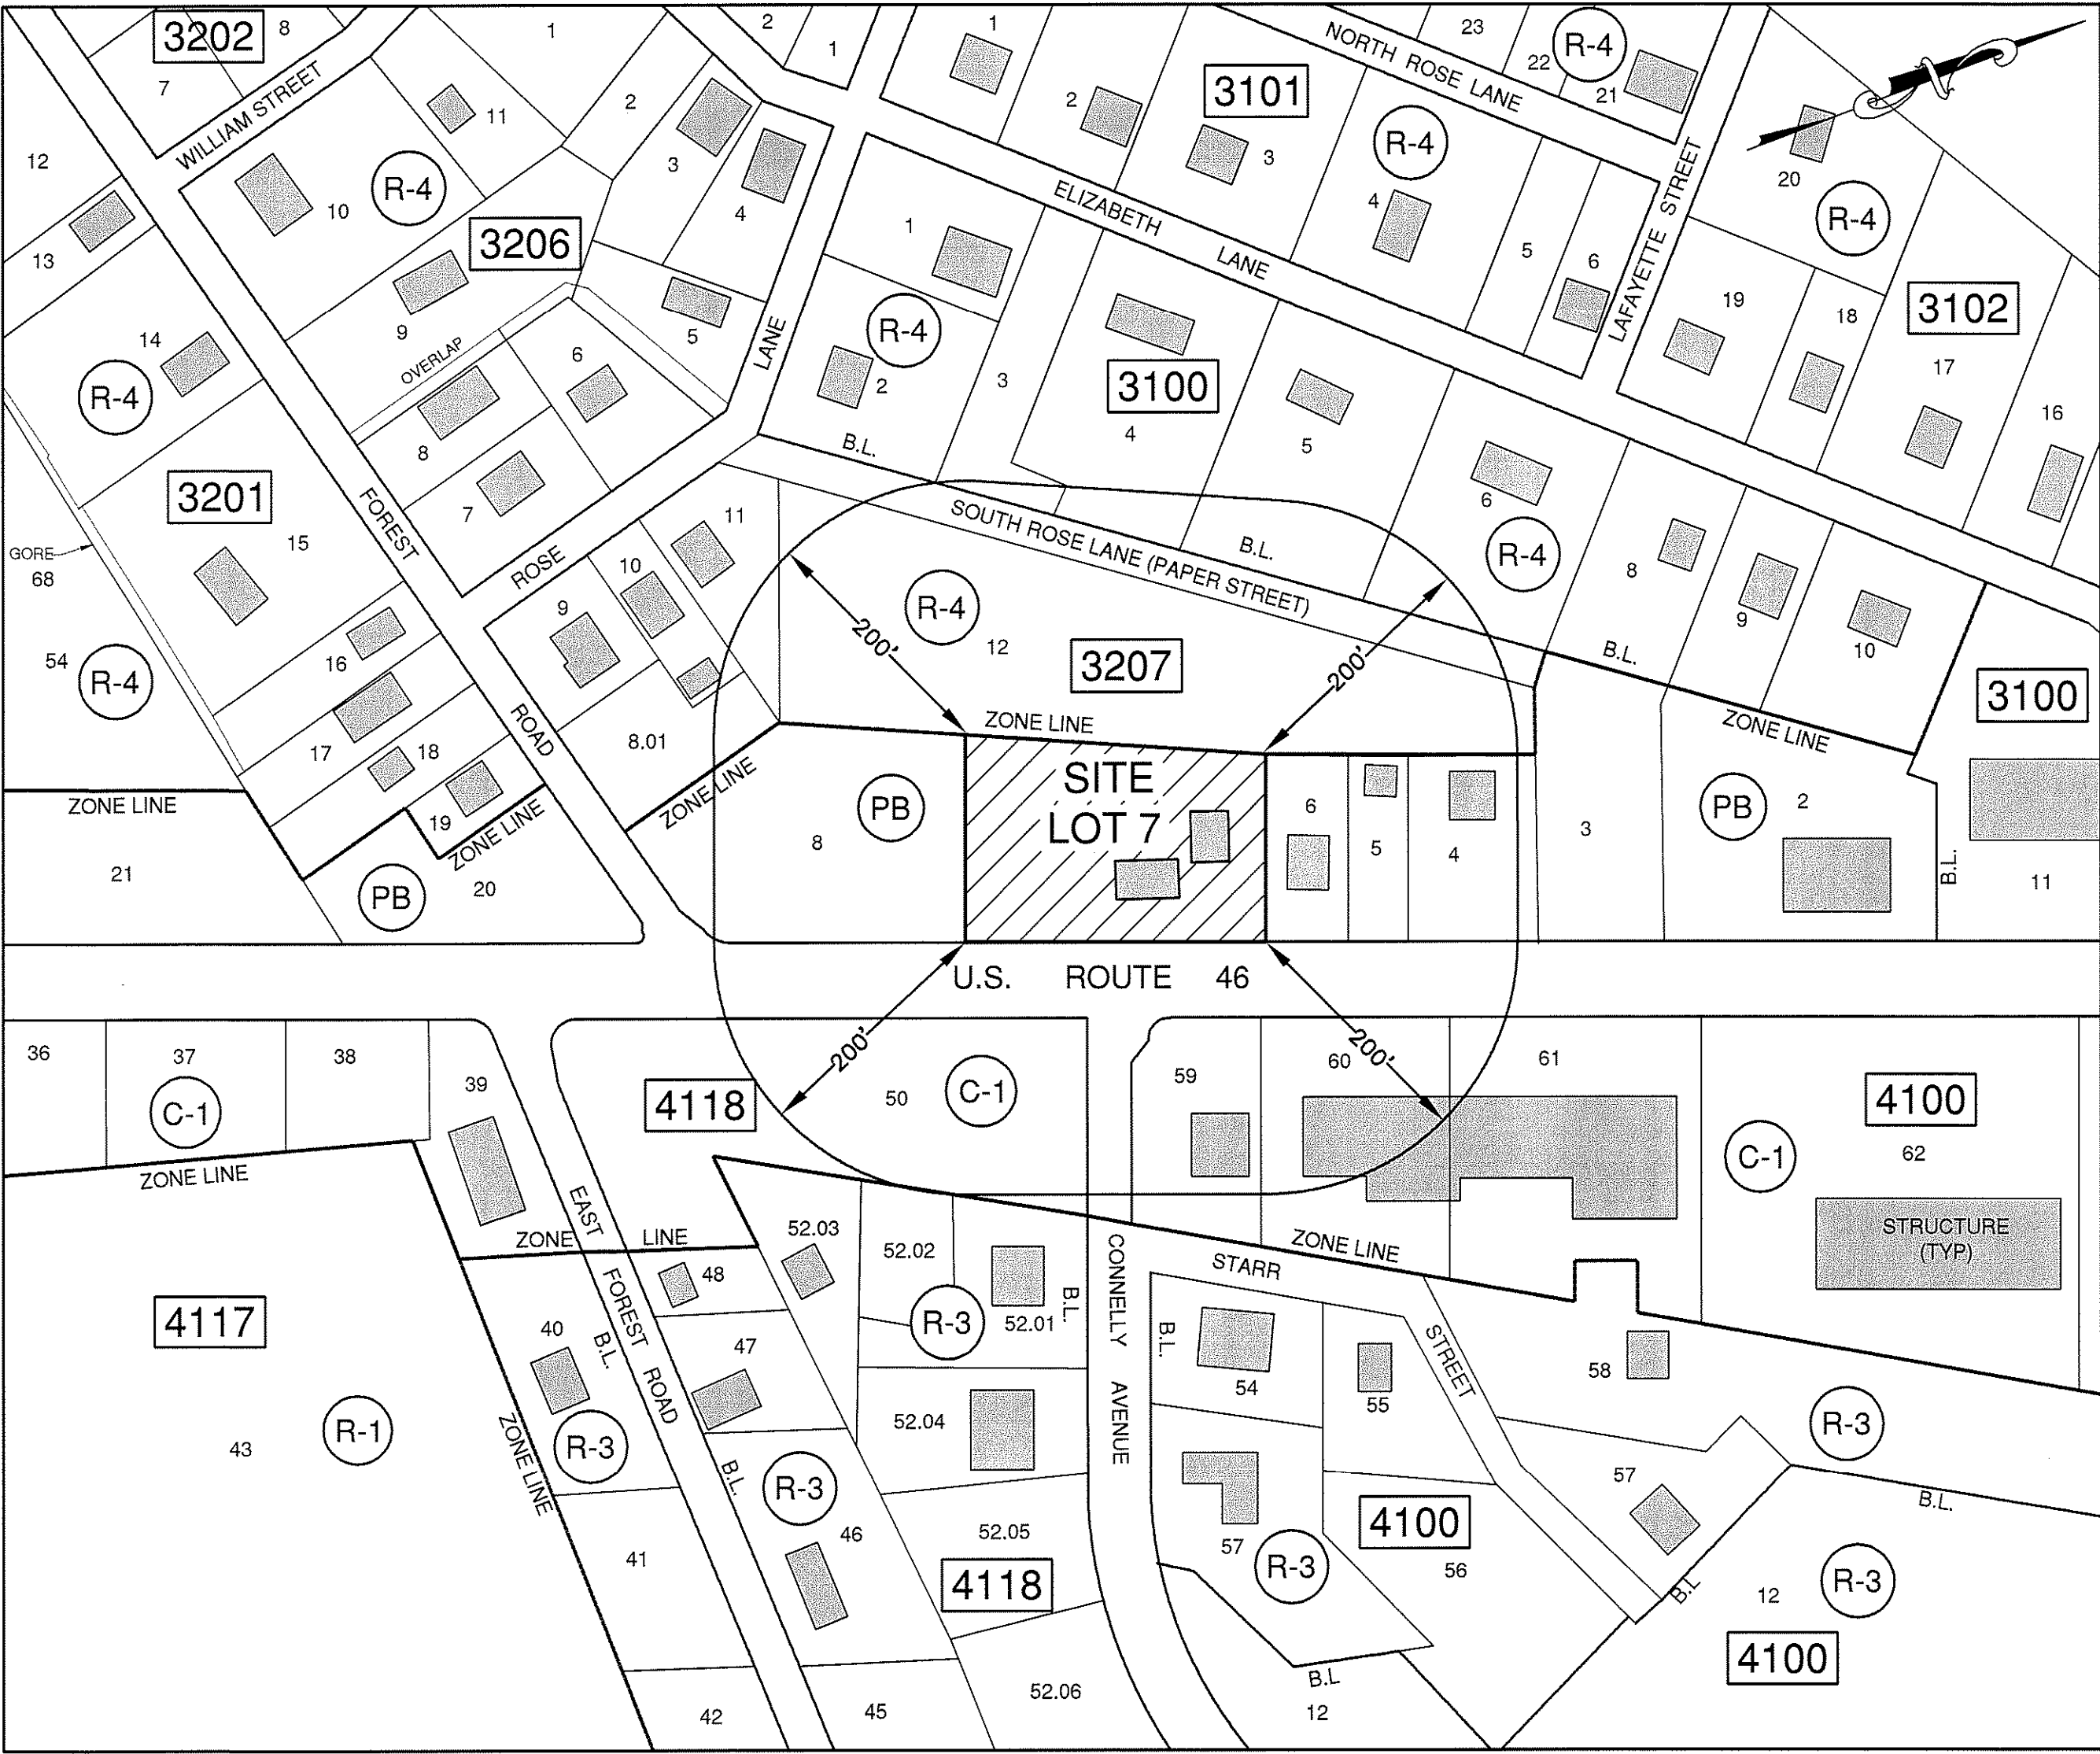 3202
8
7
WILLIAM STREET
1
2
1
1
2
3101
NORTH ROSE LANE
23
22
R-4
21
12
11
2
3
R-4
10
4
3
R-4
4
ELIZABETH LANE
LAFAYETTE STREET
20
R-4
13
3206
1
5
6
9
OVERLAP
5
LANE
R-4
2
3
3100
4
5
19
18
3102
17
16
14
R-4
6
8
7
B.L.
6
R-4
3201
15
FOREST
ROAD
GORE
68
11
SOUTH ROSE LANE (PAPER STREET)
B.L.
8
9
10
B.L.
ROSE
10
9
R-4
12
3207
200'
200'
54
R-4
16
17
18
19
8.01
ZONE LINE
ZONE LINE
3100
ZONE LINE
ZONE LINE
21
PB
20
ZONE LINE
8
PB
SITE
LOT 7
6
5
4
3
PB
2
B.L.
11
U.S. ROUTE 46
36
37
38
C-1
39
4118
200'
50
C-1
59
60
200'
61
4100
62
C-1
ZONE LINE
EAST
FOREST ROAD
ZONE LINE
52.03
52.02
STARR
STREET
ZONE LINE
STRUCTURE
(TYP)
4117
48
R-3
52.01
B.L.
CONNELLY AVENUE
B.L.
40
B.L.
47
54
55
58
R-3
R-1
43
ZONE LINE
R-3
52.04
B.L.
R-3
46
57
B.L.
52.05
4118
57
R-3
4100
56
41
B.L
12
R-3
4100
42
45
52.06
B.L
12